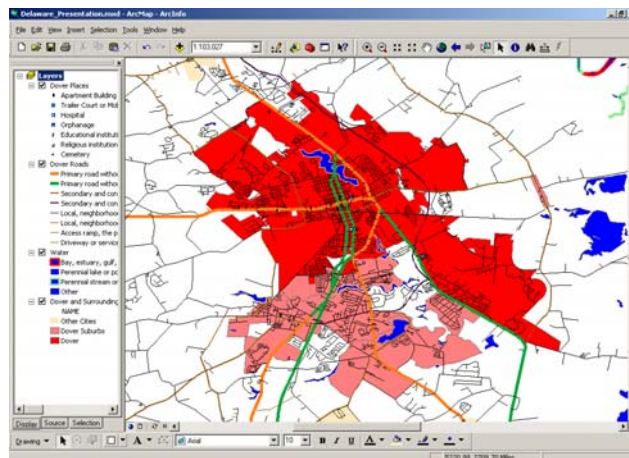 Delaware_Presentation.mxd - ArcMap - ArcInfo
File Edit View Insert Selection Tools Window Help
1:103,027
Layers
Dover Places
Apartment Building
Trailer Court or Mol
Hospital
Orphanage
Educational institut
Religious institution
Cemetery
Dover Roads
Primary road witho
Primary road witho
Secondary and con
Secondary and con
Local, neighborhoo
Local, neighborhoo
Access ramp, the p
Driveway or service
Water
Bay, estuary, gulf,
Perennial lake or po
Perennial stream or
Other
Dover and Surrounding
NAME
Other Cities
Dover Suburbs
Dover
Display Source Selection
Drawing
A
Arial
10
B I U
A